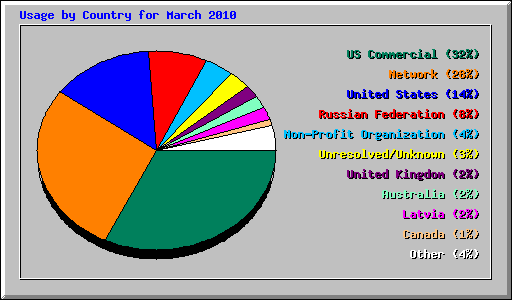 Usage by Country for March 2010
US Commercial (32%)
Network (26%)
United States (14%)
Russian Federation (8%)
Non-Profit Organization (4%)
Unresolved/Unknown (3%)
United Kingdom (2%)
Australia (2%)
Latvia (2%)
Canada (1%)
Other (4%)